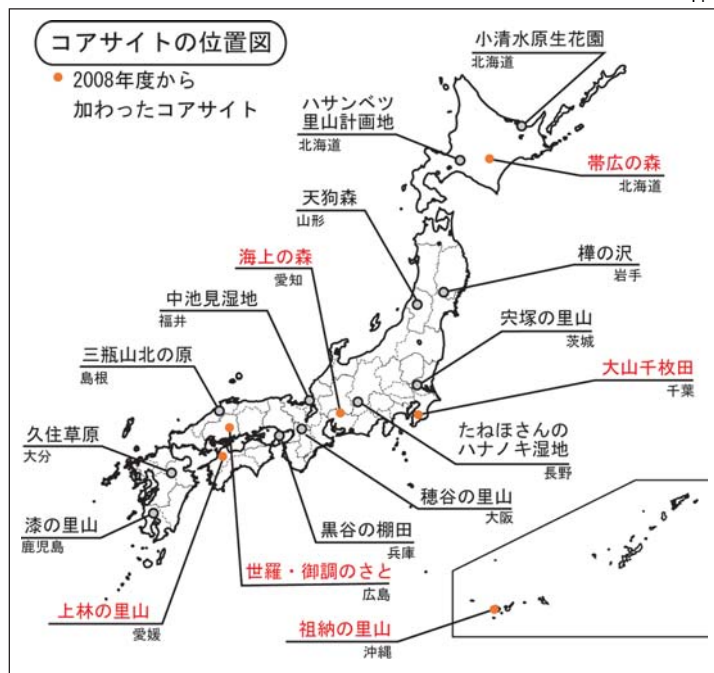 コアサイトの位置図
2008年度から
加わったコアサイト
小清水原生花園
北海道
ハサンベツ
里山計画地
北海道
帯広の森
北海道
天狗森
山形
海上の森
愛知
樺の沢
岩手
中池見湿地
福井
宍塚の里山
茨城
三瓶山北の原
島根
大山千枚田
千葉
久住草原
大分
たねほさんの
ハナノキ湿地
長野
穂谷の里山
大阪
漆の里山
鹿児島
黒谷の棚田
兵庫
世羅・御調のさと
広島
上林の里山
愛媛
祖納の里山
沖縄